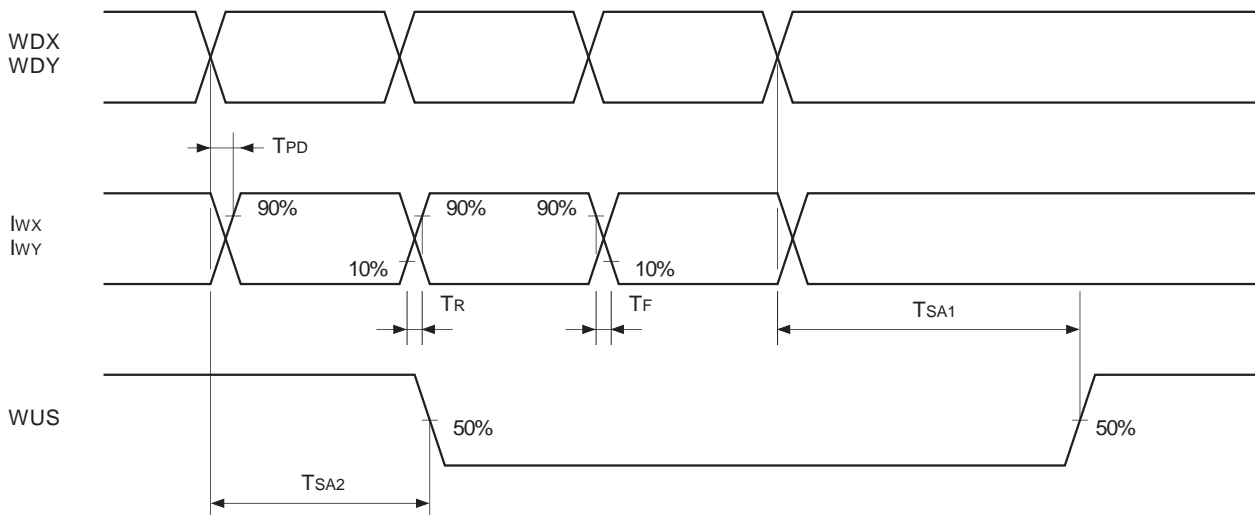 WDX
WDY
TPD
IWX
IWY
90%
90%
90%
10%
10%
TR
TF
TSA1
WUS
50%
50%
TSA2